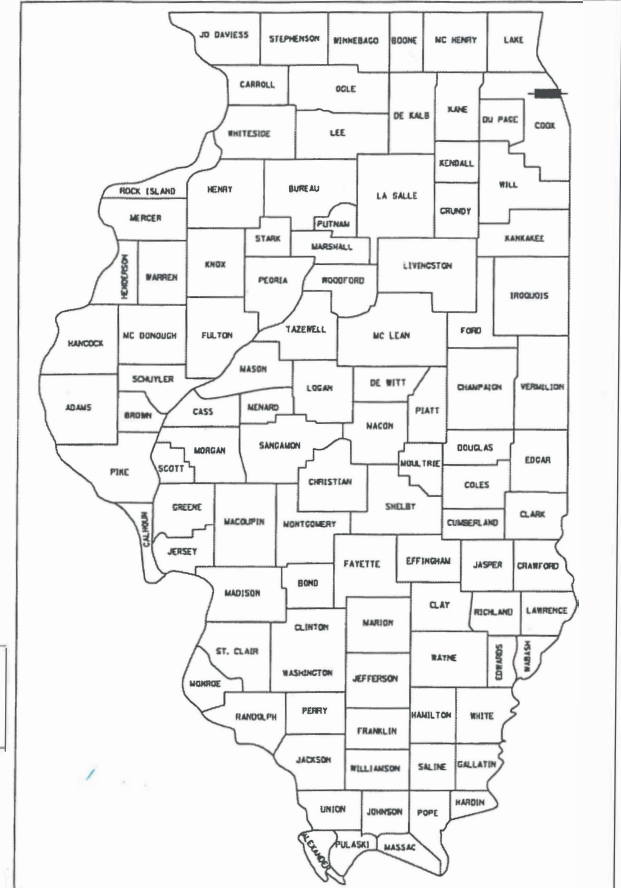 JO DAVIESS STEPHENSON WINNEBAGO BOONE MC HENRY LAKE
CARROLL OGLE
DE KALB KANE DU PAGE COOK
WHITESIDE LEE
KENDALL
ROCK ISLAND HENRY BUREAU LA SALLE WILL
MERCER PUTNAM GRUNDY
STARK MARSHALL KANKAKEE
HENDERSON WARREN KNOX PEORIA WOODFORD LIVINGSTON
IROQUOIS
HANCOCK MC DONOUGH FULTON TAZEWELL MC LEAN FORD
MASON
SCHUYLER LOGAN DE WITT CHAMPAIGN VERMILION
ADAMS BROWN CASS MENARD PIATT
MACON
MORGAN SANGAMON DOUGLAS EDGAR
PIKE SCOTT CHRISTIAN MOULTRIE
COLES
GREENE SHELBY
CALHOUN MACOUPIN MONTGOMERY CUMBERLAND CLARK
JERSEY
FAYETTE EFFINGHAM JASPER CRAWFORD
MADISON BOND
CLAY RICHLAND LAWRENCE
CLINTON MARION
ST. CLAIR WAYNE EDWARDS WABASH
WASHINGTON JEFFERSON
MONROE
RANDOLPH PERRY HAMILTON WHITE
FRANKLIN
JACKSON WILLIAMSON SALINE GALLATIN
UNION JOHNSON POPE HARDIN
ALEXANDER PULASKI MASSAC